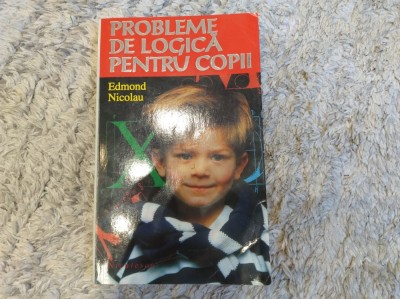 PROBLEME
DE LOGICĂ
PENTRU COPII
Edmond
Nicolau